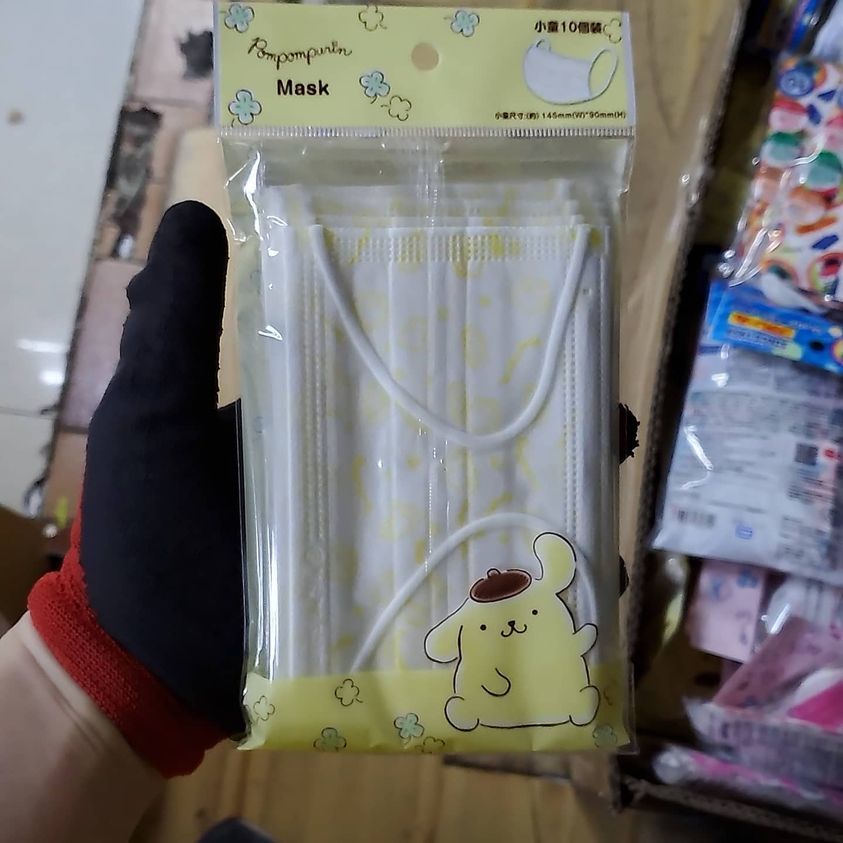 Pompompurin
Mask
小童10個裝
小童尺寸:(約) 145mm(W)*90mm(H)